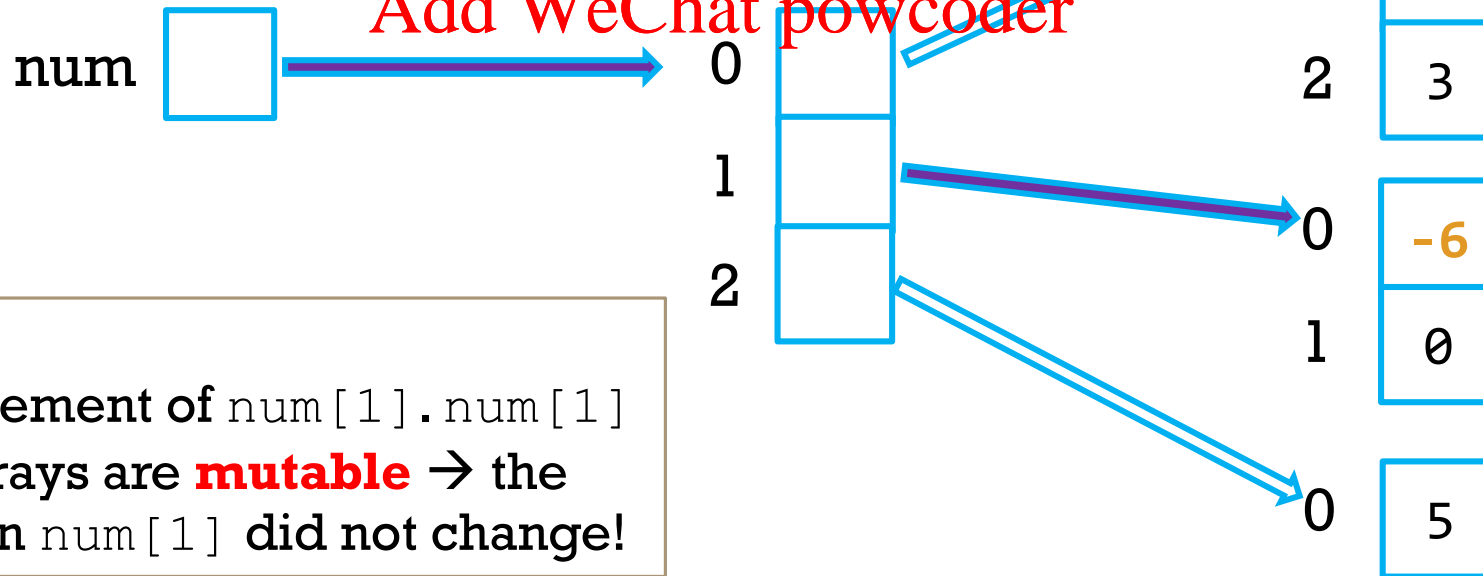 Add WeChat powcoder
num
0
1
2
2 3
0 -6
1 0
0 5
ement of num[1]. num[1]
rays are mutable → the
n num[1] did not change!